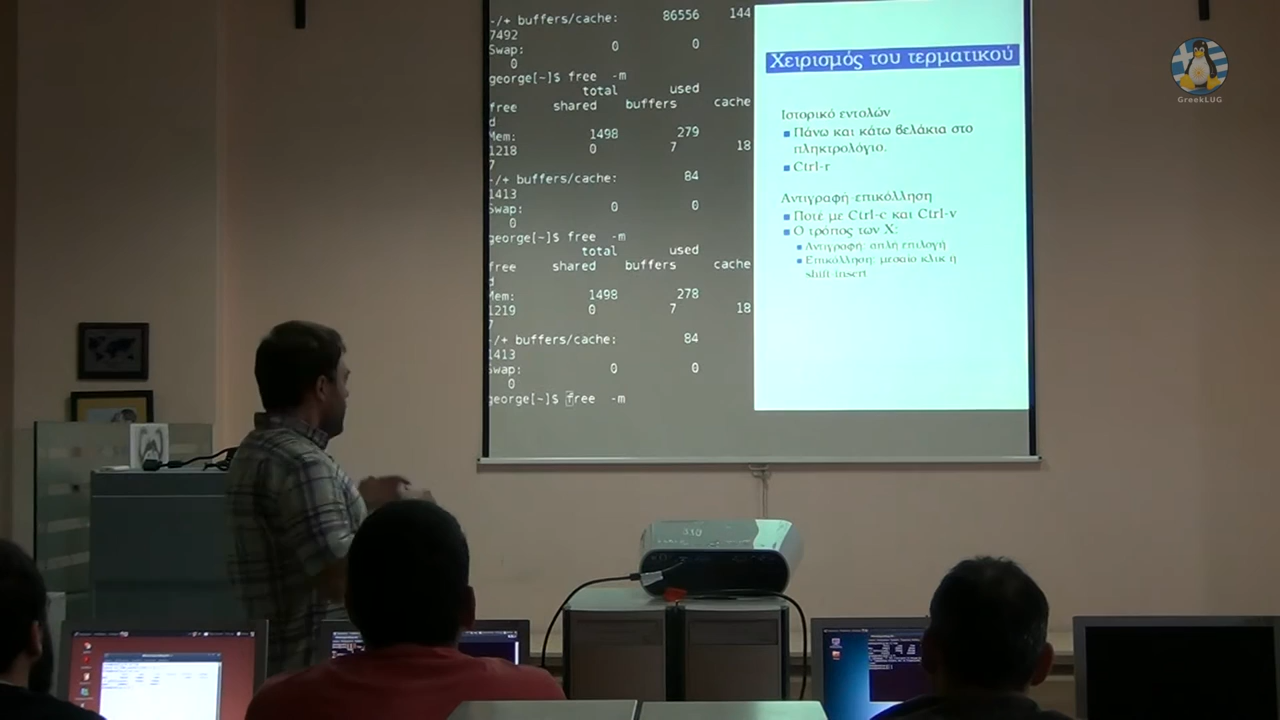 -/+ buffers/cache: 86556 144
7492
Swap: 0 0
0
george[~]$ free -m
total used
free shared buffers cache
d
Mem: 1498 279
1218 0 7 18
7
-/+ buffers/cache: 84
1413
Swap: 0 0
0
george[~]$ free -m
total used
free shared buffers cache
d
Mem: 1498 278
1219 0 7 18
7
-/+ buffers/cache: 84
1413
Swap: 0 0
0
george[~]$ free -m
Χειρισμός του τερματικού
Ιστορικό εντολών
Πάνω και κάτω βελάκια στο
πληκτρολόγιο.
Ctrl-r
Αντιγραφή-επικόλληση
Ποτέ με Ctrl-c και Ctrl-v
Ο τρόπος των X:
Αντιγραφή: απλή επιλογή
Επικόλληση: μεσαίο κλικ ή
shift-insert
GreekLUG